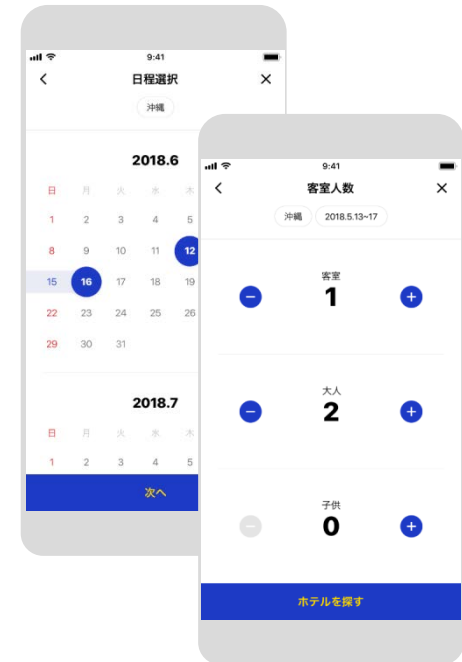 9:41
日程選択
沖縄
2018.6
日 月 火 水 木
1 2 3 4 5
8 9 10 11 12
15 16 17 18 19
22 23 24 25 26
29 30 31
2018.7
日 月 火 水 木
1 2 3 4 5
次へ
9:41
客室人数
沖縄 2018.5.13~17
客室
1
大人
2
子供
0
ホテルを探す